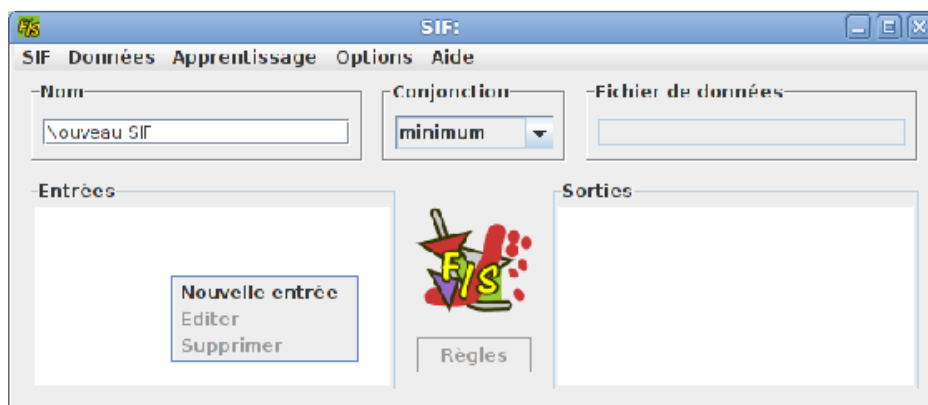 SIF:
SIF Données Apprentissage Options Aide
Nom Conjonction Fichier de données
Nouveau SIF minimum
Entrées Sorties
FIS
Nouvelle entrée
Editer
Supprimer
Règles